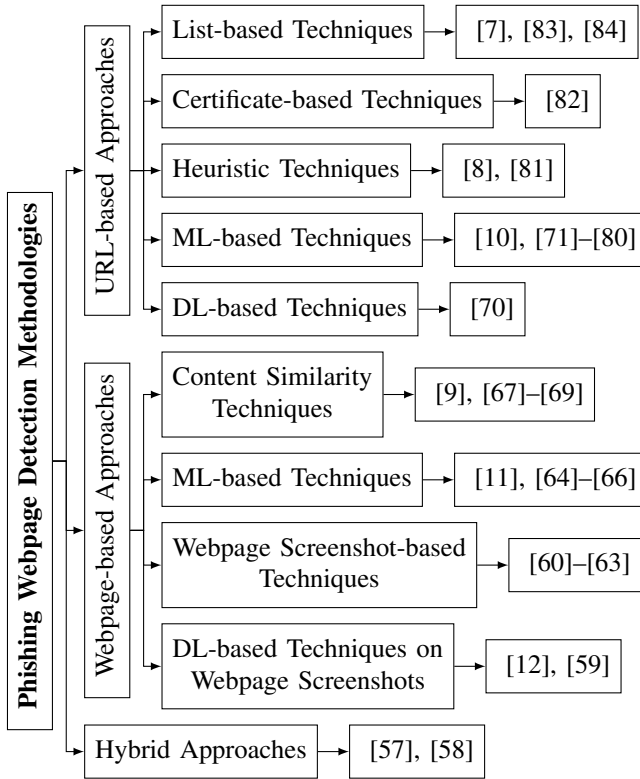 Phishing Webpage Detection Methodologies
URL-based Approaches
List-based Techniques
[7], [83], [84]
Certificate-based Techniques
[82]
Heuristic Techniques
[8], [81]
ML-based Techniques
[10], [71]–[80]
DL-based Techniques
[70]
Webpage-based Approaches
Content Similarity
Techniques
[9], [67]–[69]
ML-based Techniques
[11], [64]–[66]
Webpage Screenshot-based
Techniques
[60]–[63]
DL-based Techniques on
Webpage Screenshots
[12], [59]
Hybrid Approaches
[57], [58]